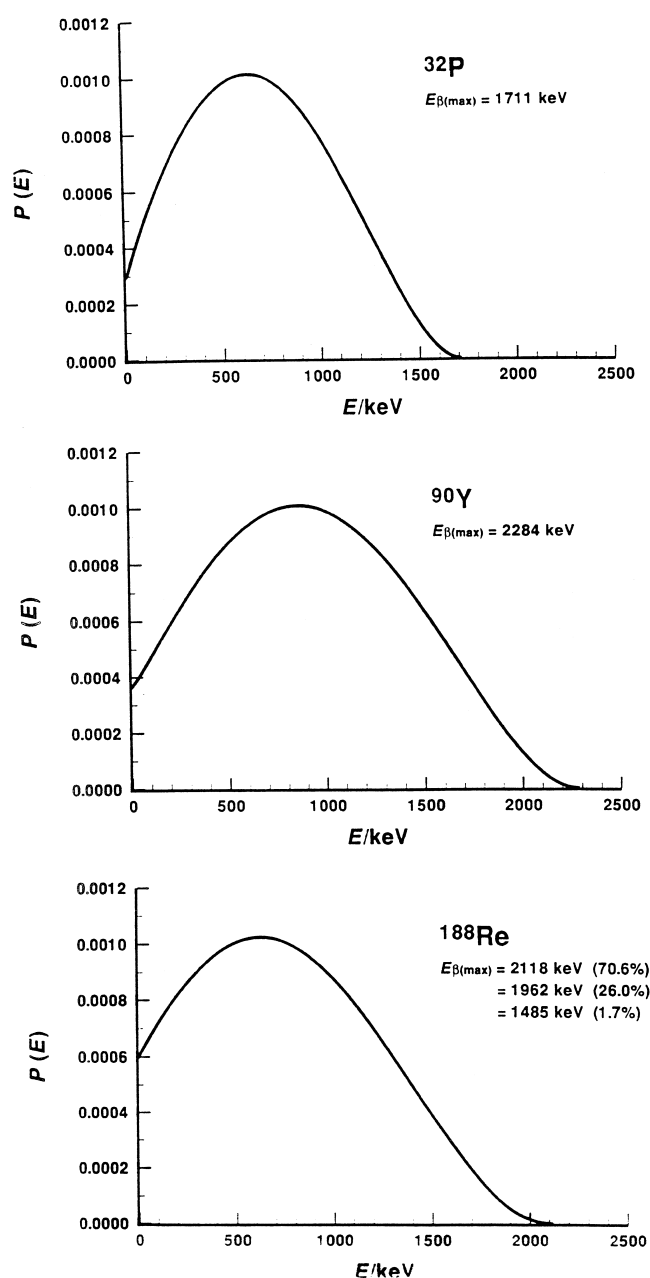 0.0012
³²P
Eβ(max) = 1711 keV
0.0010
0.0008
P (E)
0.0006
0.0004
0.0002
0.0000
0 500 1000 1500 2000 2500
E/keV
0.0012
⁹⁰Y
Eβ(max) = 2284 keV
0.0010
0.0008
P (E)
0.0006
0.0004
0.0002
0.0000
0 500 1000 1500 2000 2500
E/keV
0.0012
¹⁸⁸Re
0.0010
Eβ(max) = 2118 keV (70.6%)
= 1962 keV (26.0%)
= 1485 keV (1.7%)
0.0008
P (E)
0.0006
0.0004
0.0002
0.0000
0 500 1000 1500 2000 2500
E/keV